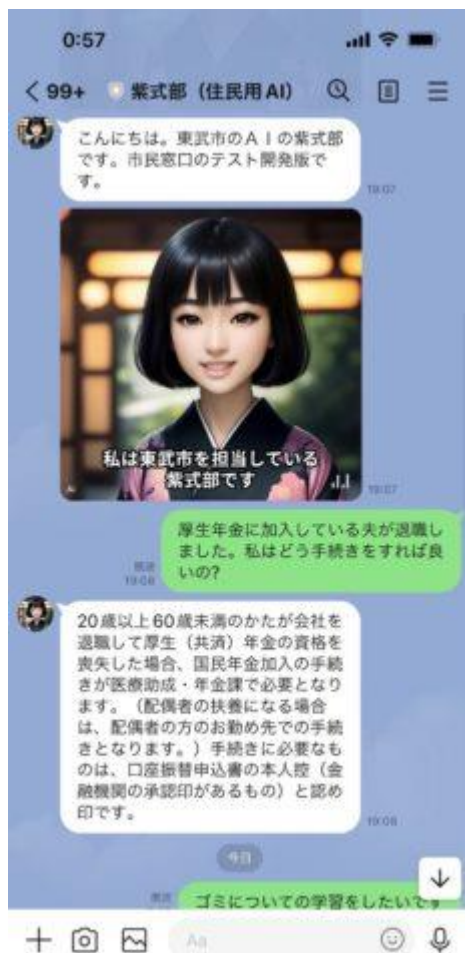 0:57
99+ 紫式部（住民用AI）
こんにちは。東武市のAIの紫式部
です。市民窓口のテスト開発版で
す。
19:07
私は東武市を担当している
紫式部です
19:07
厚生年金に加入している夫が退職し
ました。私はどう手続きをすれば良
いの?
既読
19:08
20歳以上60歳未満のかたが会社を
退職して厚生（共済）年金の資格を
喪失した場合、国民年金加入の手続
きが医療助成・年金課で必要となり
ます。（配偶者の扶養になる場合
は、配偶者の方のお勤め先での手続
きとなります。）手続きに必要なも
のは、口座振替申込書の本人控（金
融機関の承認印があるもの）と認め
印です。
19:08
今日
既読
ゴミについての学習をしたいです
Aa